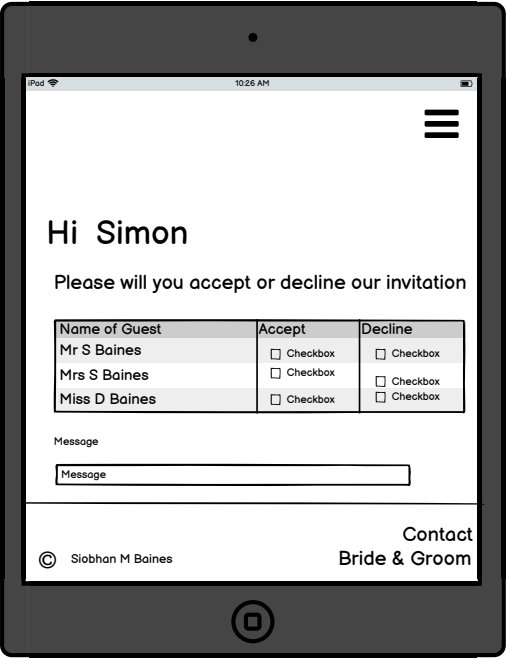 iPad 10:26 AM
Hi Simon
Please will you accept or decline our invitation
Name of Guest Accept Decline
Mr S Baines Checkbox Checkbox
Mrs S Baines Checkbox Checkbox
Miss D Baines Checkbox Checkbox
Message
Message
Contact
© Siobhan M Baines Bride & Groom